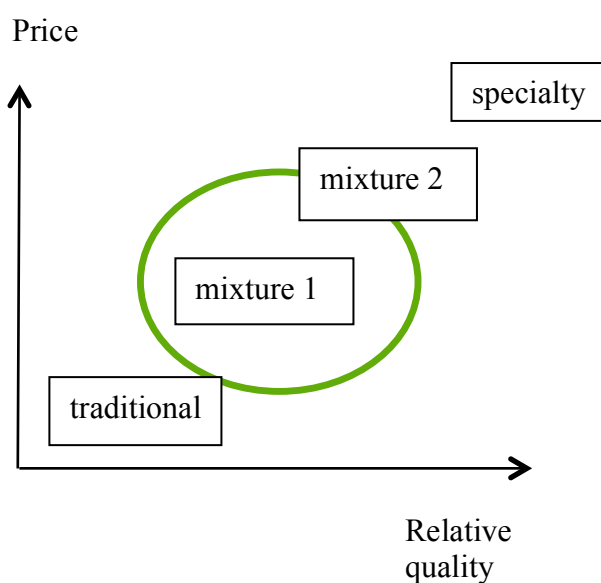 Price
specialty
mixture 2
mixture 1
traditional
Relative
quality